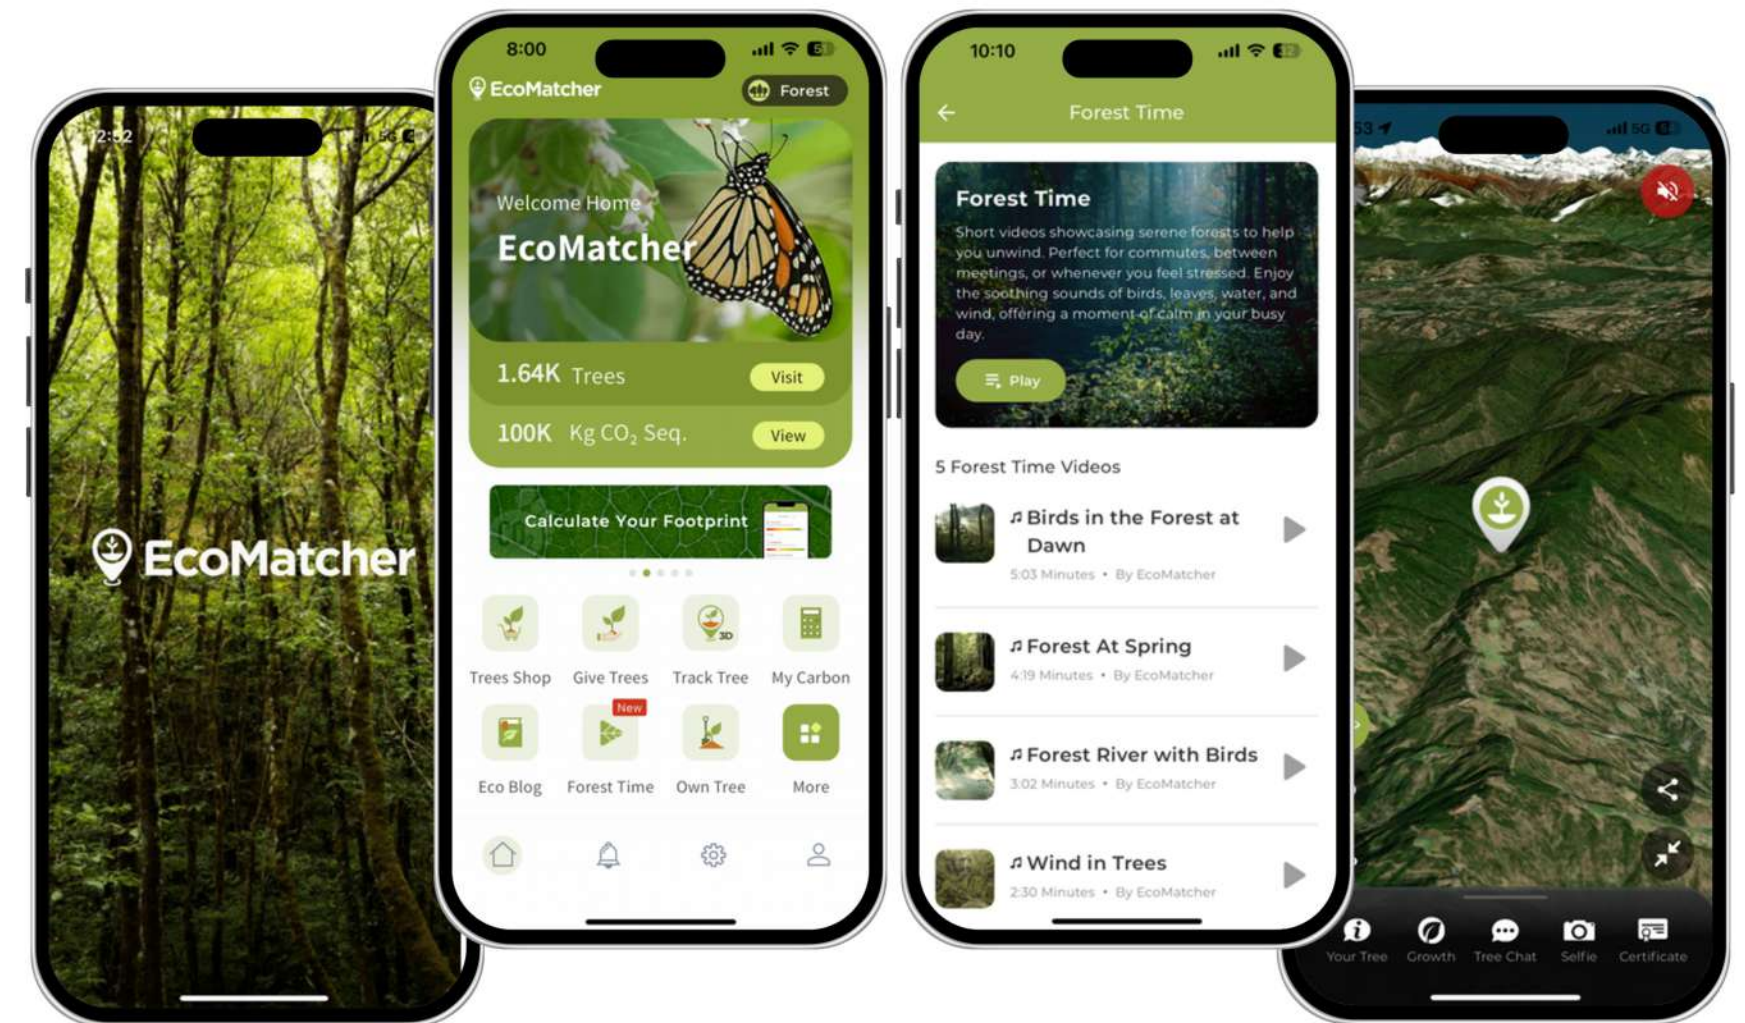 12:52
5G
EcoMatcher
8:00
EcoMatcher
Forest
Welcome Home
EcoMatcher
1.64K Trees
Visit
100K Kg CO₂ Seq.
View
Calculate Your Footprint
3D
Trees Shop
Give Trees
Track Tree
My Carbon
New
Eco Blog
Forest Time
Own Tree
More
10:10
Forest Time
Forest Time
Short videos showcasing serene forests to help
you unwind. Perfect for commutes, between
meetings, or whenever you feel stressed. Enjoy
the soothing sounds of birds, leaves, water, and
wind, offering a moment of calm in your busy
day.
Play
5 Forest Time Videos
Birds in the Forest at
Dawn
5:03 Minutes • By EcoMatcher
Forest At Spring
4:19 Minutes • By EcoMatcher
Forest River with Birds
3:02 Minutes • By EcoMatcher
Wind in Trees
2:30 Minutes • By EcoMatcher
53
5G
Your Tree
Growth
Tree Chat
Selfie
Certificate